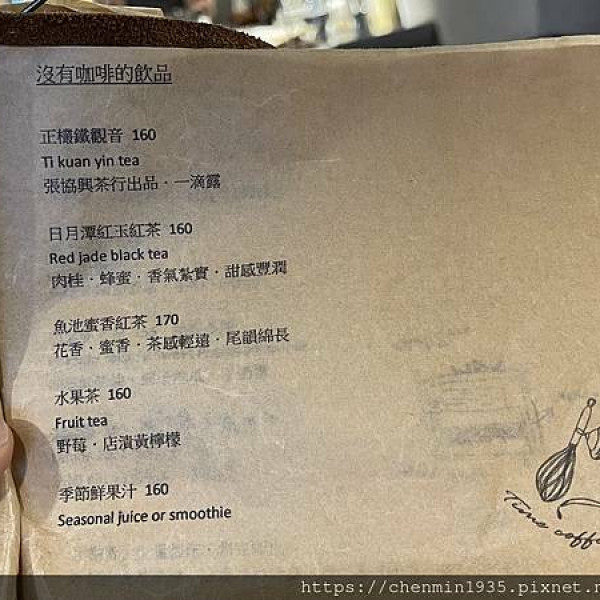 沒有咖啡的飲品
正欉鐵觀音 160
Ti kuan yin tea
張協興茶行出品・一滴露
日月潭紅玉紅茶 160
Red jade black tea
肉桂・蜂蜜・香氣紮實・甜感豐潤
魚池蜜香紅茶 170
花香・蜜香・茶感輕遠・尾韻綿長
水果茶 160
Fruit tea
野莓・店漬黃檸檬
季節鮮果汁 160
Seasonal juice or smoothie
Time coffe
https://chenmin1935.pixnet.n